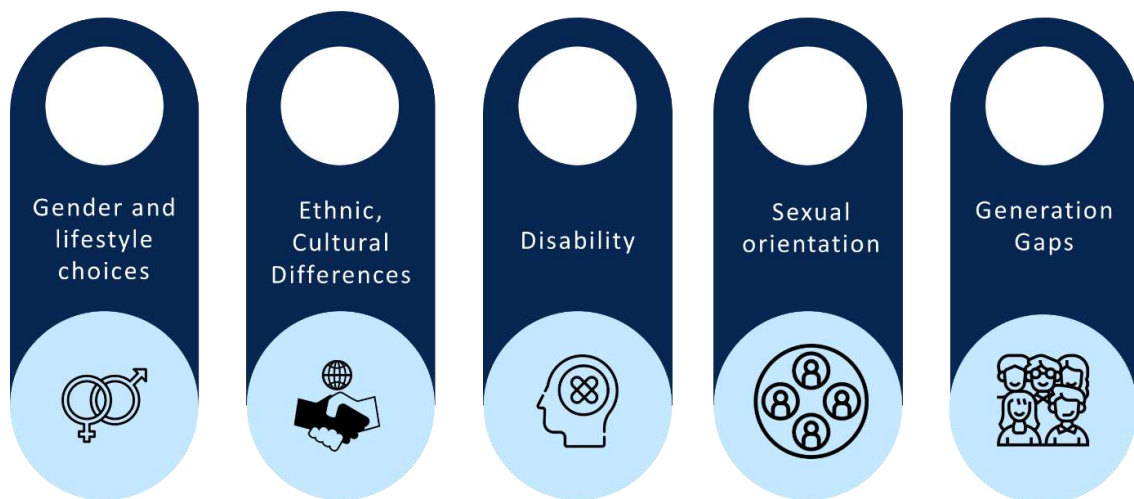 Gender and
lifestyle
choices
Ethnic,
Cultural
Differences
Disability
Sexual
orientation
Generation
Gaps